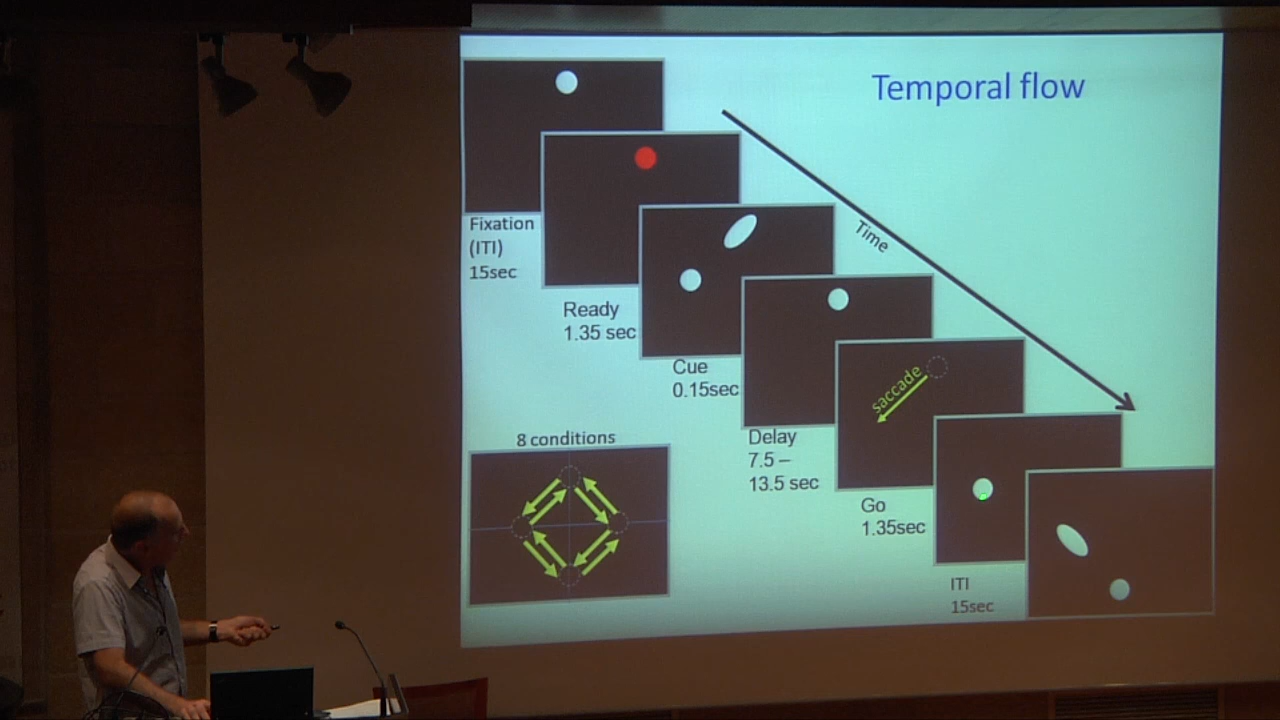 Temporal flow
Time
Fixation
(ITI)
15sec
Ready
1.35 sec
Cue
0.15sec
Delay
7.5 –
13.5 sec
saccade
Go
1.35sec
ITI
15sec
8 conditions